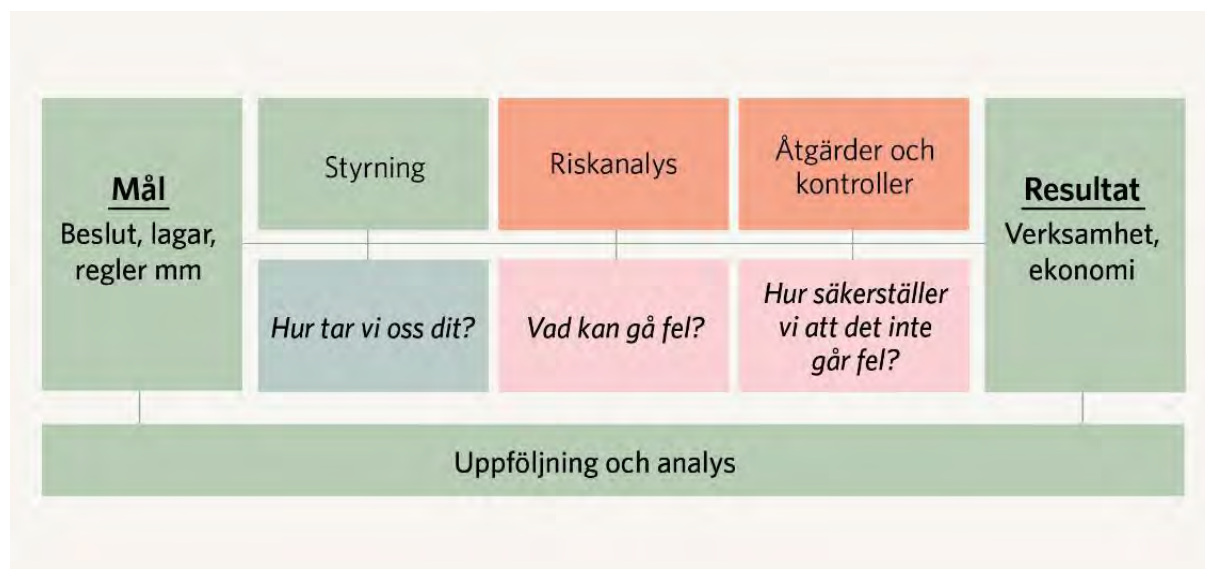 Mål
Beslut, lagar,
regler mm
Styrning
Hur tar vi oss dit?
Riskanalys
Vad kan gå fel?
Åtgärder och
kontroller
Hur säkerställer
vi att det inte
går fel?
Resultat
Verksamhet,
ekonomi
Uppföljning och analys